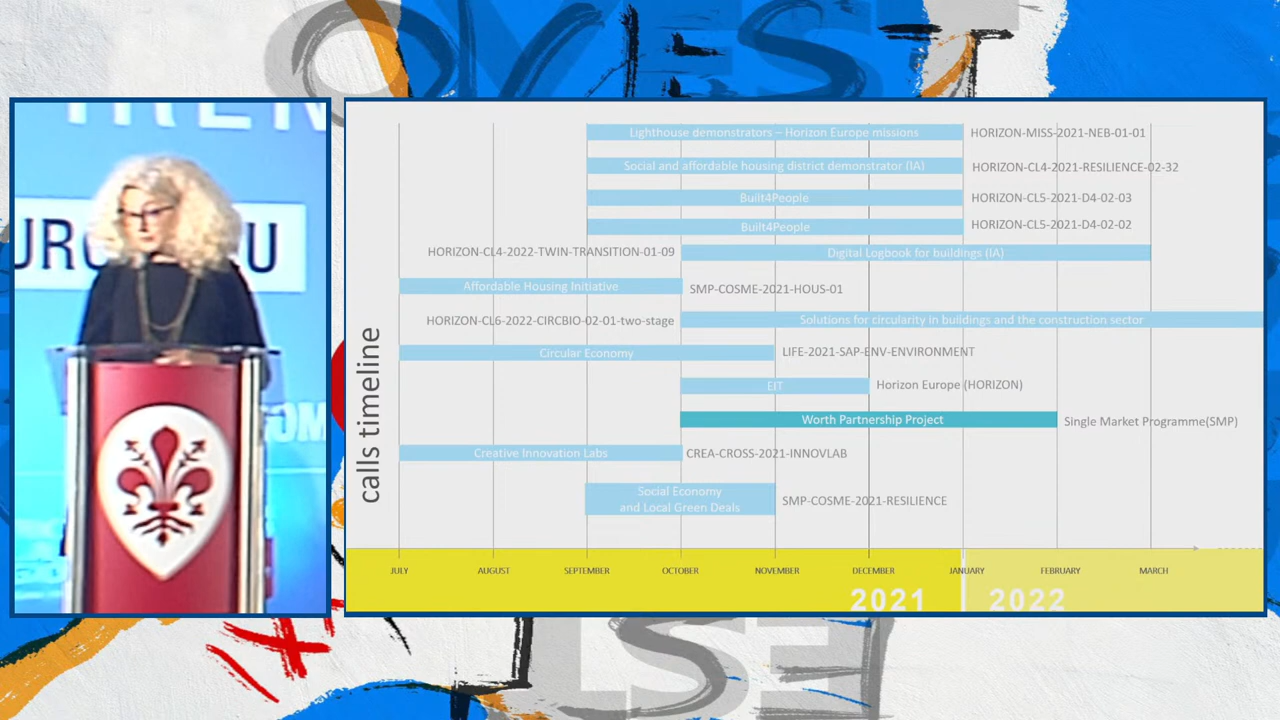 calls timeline
Lighthouse demonstrators – Horizon Europe missions HORIZON-MISS-2021-NEB-01-01
Social and affordable housing district demonstrator (IA) HORIZON-CL4-2021-RESILIENCE-02-32
Built4People HORIZON-CL5-2021-D4-02-03
Built4People HORIZON-CL5-2021-D4-02-02
HORIZON-CL4-2022-TWIN-TRANSITION-01-09 Digital Logbook for buildings (IA)
Affordable Housing Initiative SMP-COSME-2021-HOUS-01
HORIZON-CL6-2022-CIRCBIO-02-01-two-stage Solutions for circularity in buildings and the construction sector
Circular Economy LIFE-2021-SAP-ENV-ENVIRONMENT
EIT Horizon Europe (HORIZON)
Worth Partnership Project Single Market Programme(SMP)
Creative Innovation Labs CREA-CROSS-2021-INNOVLAB
Social Economy
and Local Green Deals SMP-COSME-2021-RESILIENCE
JULY AUGUST SEPTEMBER OCTOBER NOVEMBER DECEMBER JANUARY FEBRUARY MARCH
2021 2022